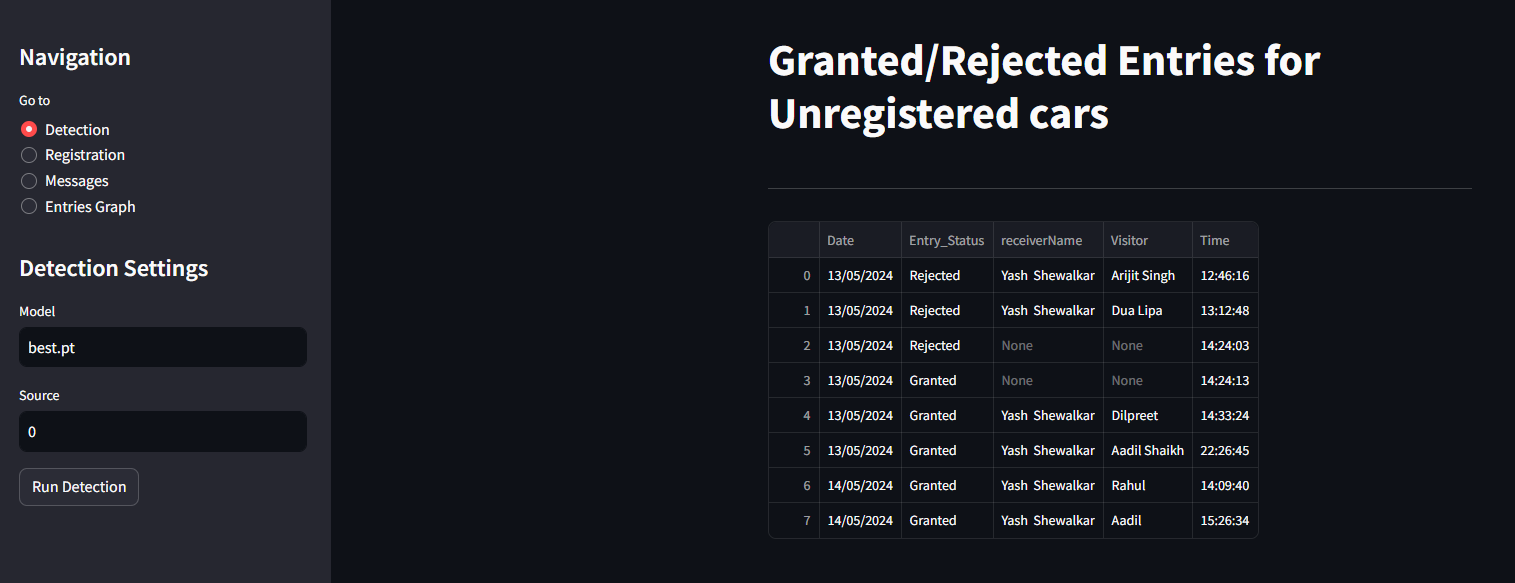 Navigation
Go to
Detection
Registration
Messages
Entries Graph
Detection Settings
Model
best.pt
Source
0
Run Detection
Granted/Rejected Entries for
Unregistered cars
Date Entry_Status receiverName Visitor Time
0 13/05/2024 Rejected Yash Shewalkar Arijit Singh 12:46:16
1 13/05/2024 Rejected Yash Shewalkar Dua Lipa 13:12:48
2 13/05/2024 Rejected None None 14:24:03
3 13/05/2024 Granted None None 14:24:13
4 13/05/2024 Granted Yash Shewalkar Dilpreet 14:33:24
5 13/05/2024 Granted Yash Shewalkar Aadil Shaikh 22:26:45
6 14/05/2024 Granted Yash Shewalkar Rahul 14:09:40
7 14/05/2024 Granted Yash Shewalkar Aadil 15:26:34